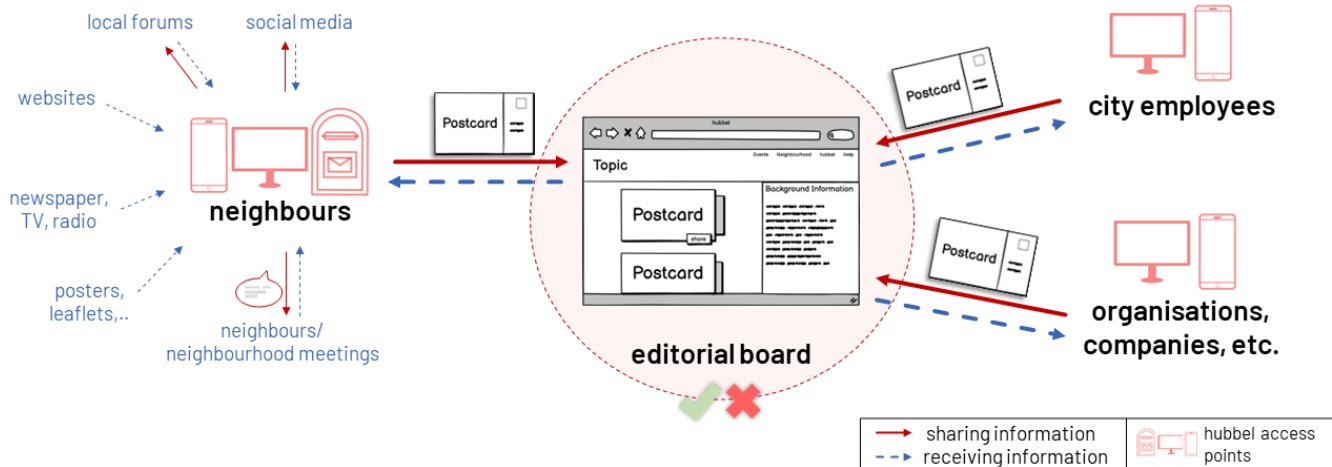 local forums
social media
websites
newspaper,
TV, radio
posters,
leaflets,..
neighbours/
neighbourhood meetings
neighbours
Postcard
hubbel
Events Neighbourhood hubbel Help
Topic
Background Information
Postcard
share
Postcard
editorial board
Postcard
city employees
Postcard
organisations,
companies, etc.
sharing information
receiving information
hubbel access
points